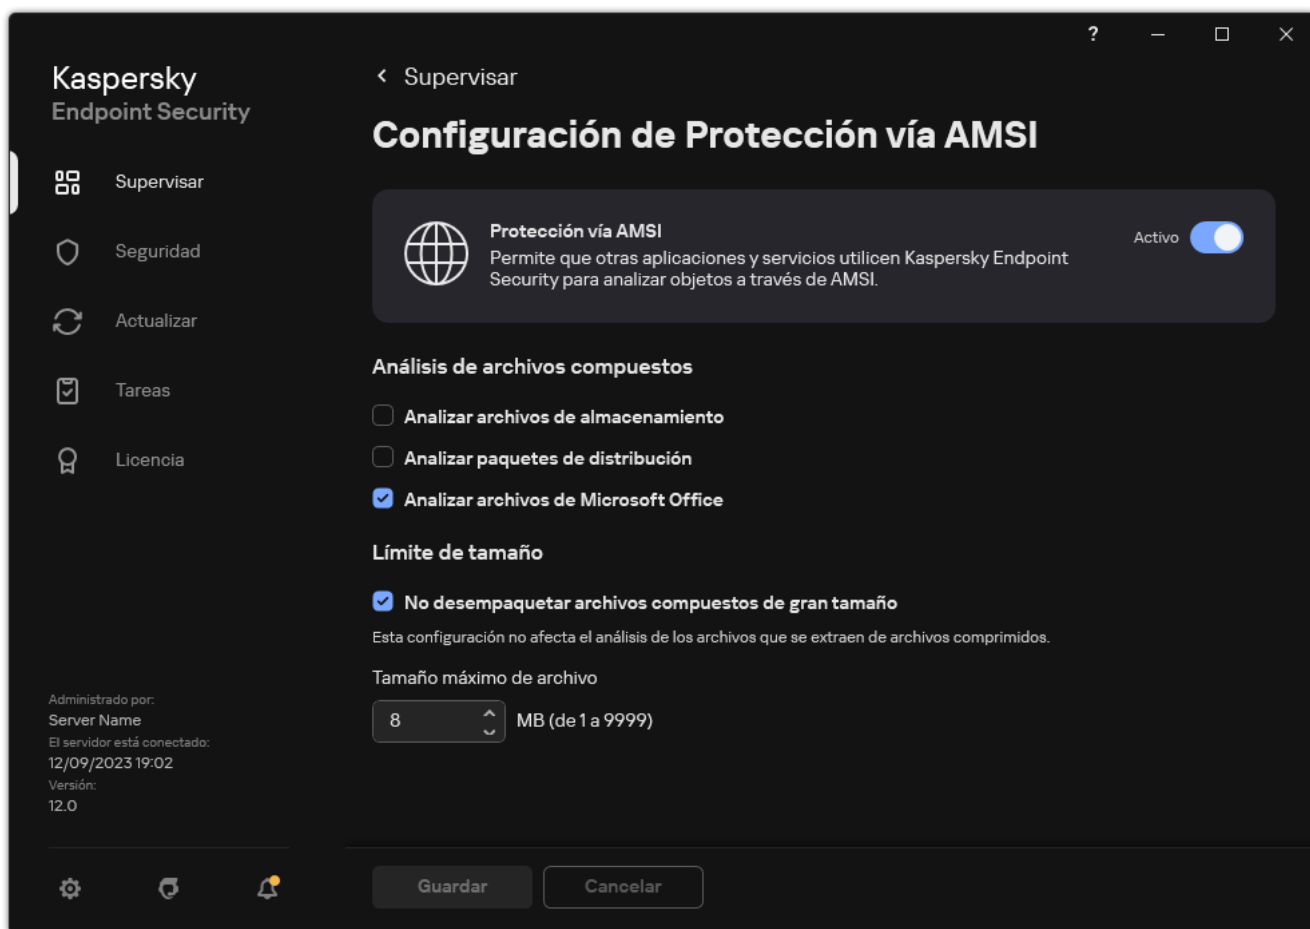 ?
Kaspersky
Endpoint Security
Supervisar
Seguridad
Actualizar
Tareas
Licencia
Administrado por:
Server Name
El servidor está conectado:
12/09/2023 19:02
Versión:
12.0
Supervisar
Configuración de Protección vía AMSI
Protección vía AMSI
Permite que otras aplicaciones y servicios utilicen Kaspersky Endpoint
Security para analizar objetos a través de AMSI.
Activo
Análisis de archivos compuestos
Analizar archivos de almacenamiento
Analizar paquetes de distribución
Analizar archivos de Microsoft Office
Límite de tamaño
No desempaquetar archivos compuestos de gran tamaño
Esta configuración no afecta el análisis de los archivos que se extraen de archivos comprimidos.
Tamaño máximo de archivo
8 MB (de 1 a 9999)
Guardar
Cancelar